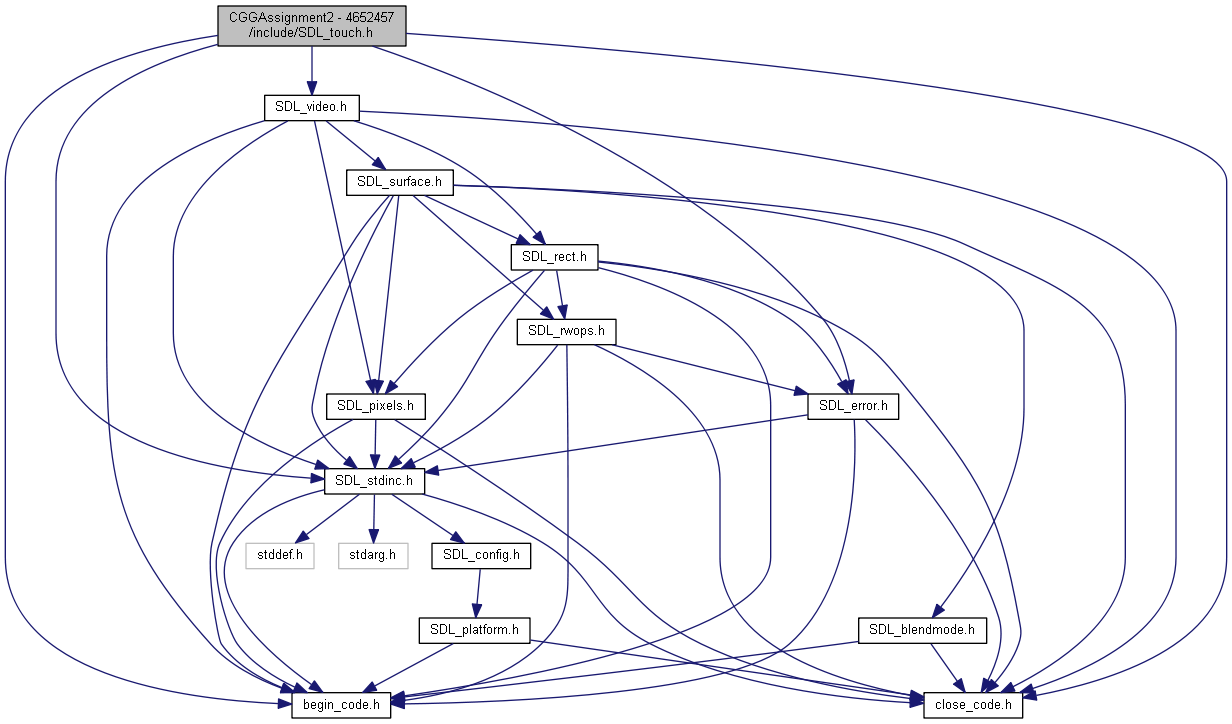 CGGAssignment2 - 4652457
/include/SDL_touch.h
SDL_video.h
SDL_surface.h
SDL_rect.h
SDL_rwops.h
SDL_pixels.h
SDL_error.h
SDL_stdinc.h
stddef.h
stdarg.h
SDL_config.h
SDL_platform.h
SDL_blendmode.h
begin_code.h
close_code.h